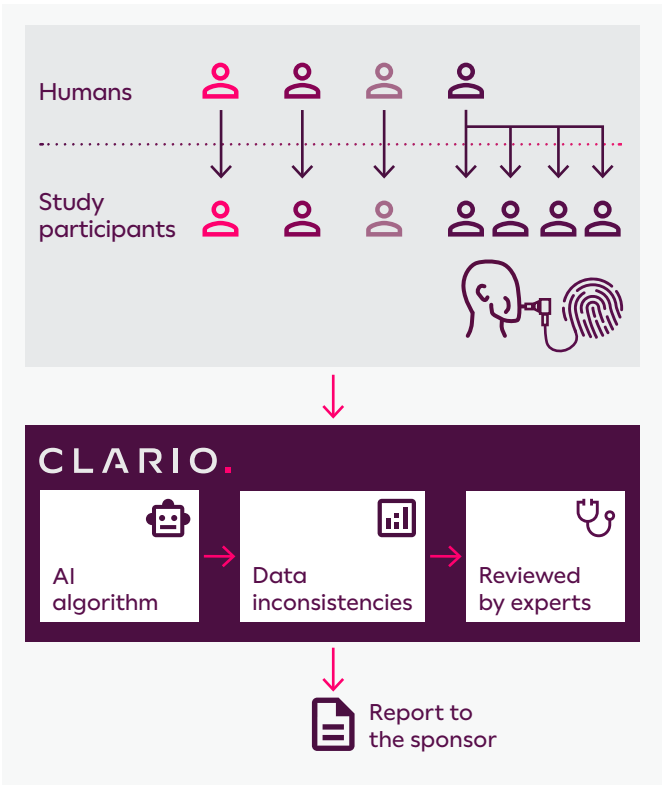 Humans
Study
participants
CLARIO.
AI
algorithm
Data
inconsistencies
Reviewed
by experts
Report to
the sponsor